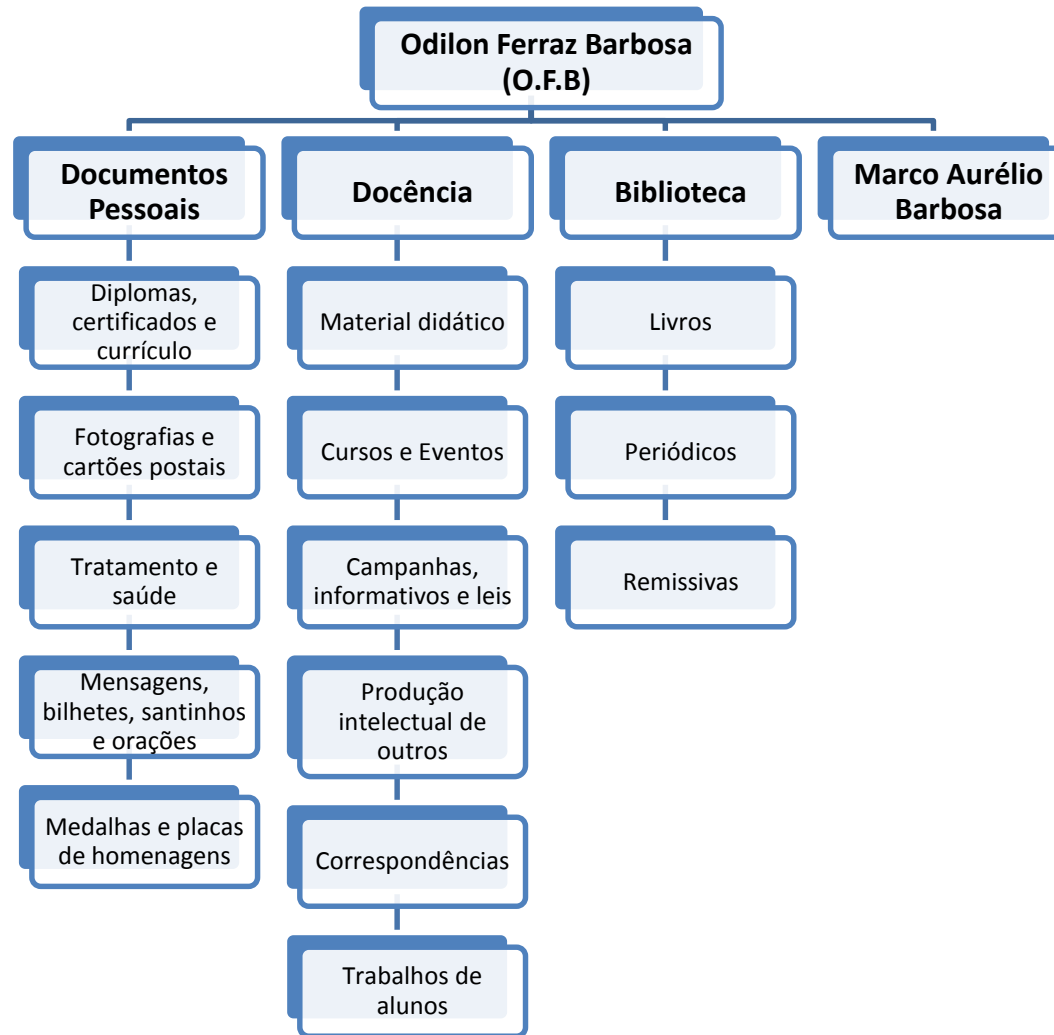 Odilon Ferraz Barbosa
(O.F.B)
Documentos
Pessoais
Diplomas,
certificados e
currículo
Fotografias e
cartões postais
Tratamento e
saúde
Mensagens,
bilhetes, santinhos
e orações
Medalhas e placas
de homenagens
Docência
Material didático
Cursos e Eventos
Campanhas,
informativos e leis
Produção
intelectual de
outros
Correspondências
Trabalhos de
alunos
Biblioteca
Livros
Periódicos
Remissivas
Marco Aurélio
Barbosa